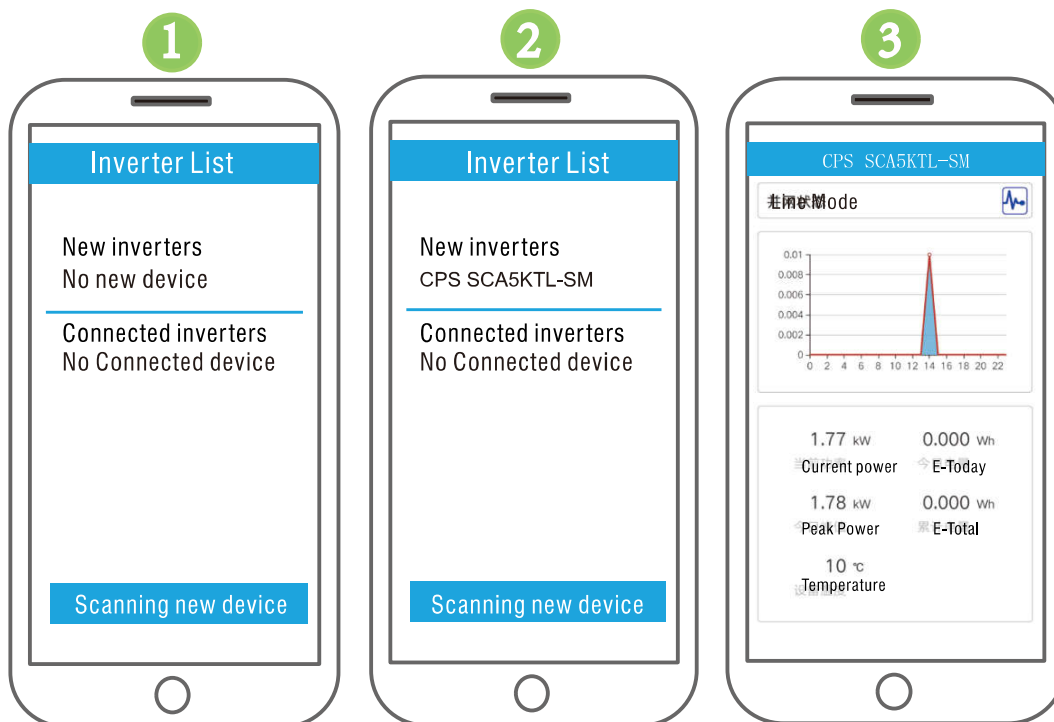 1
Inverter List
New inverters
No new device
Connected inverters
No Connected device
Scanning new device
2
Inverter List
New inverters
CPS SCA5KTL-SM
Connected inverters
No Connected device
Scanning new device
3
CPS SCA5KTL-SM
Line Mode
0.01
0.008
0.006
0.004
0.002
0
0 2 4 6 8 10 12 14 16 18 20 22
1.77 kW 0.000 Wh
Current power E-Today
1.78 kW 0.000 Wh
Peak Power E-Total
10 ℃
Temperature